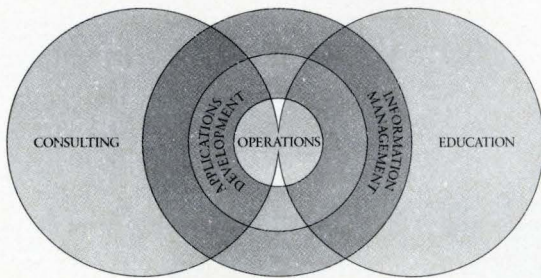 CONSULTING
APPLICATIONS
DEVELOPMENT
OPERATIONS
INFORMATION
MANAGEMENT
EDUCATION